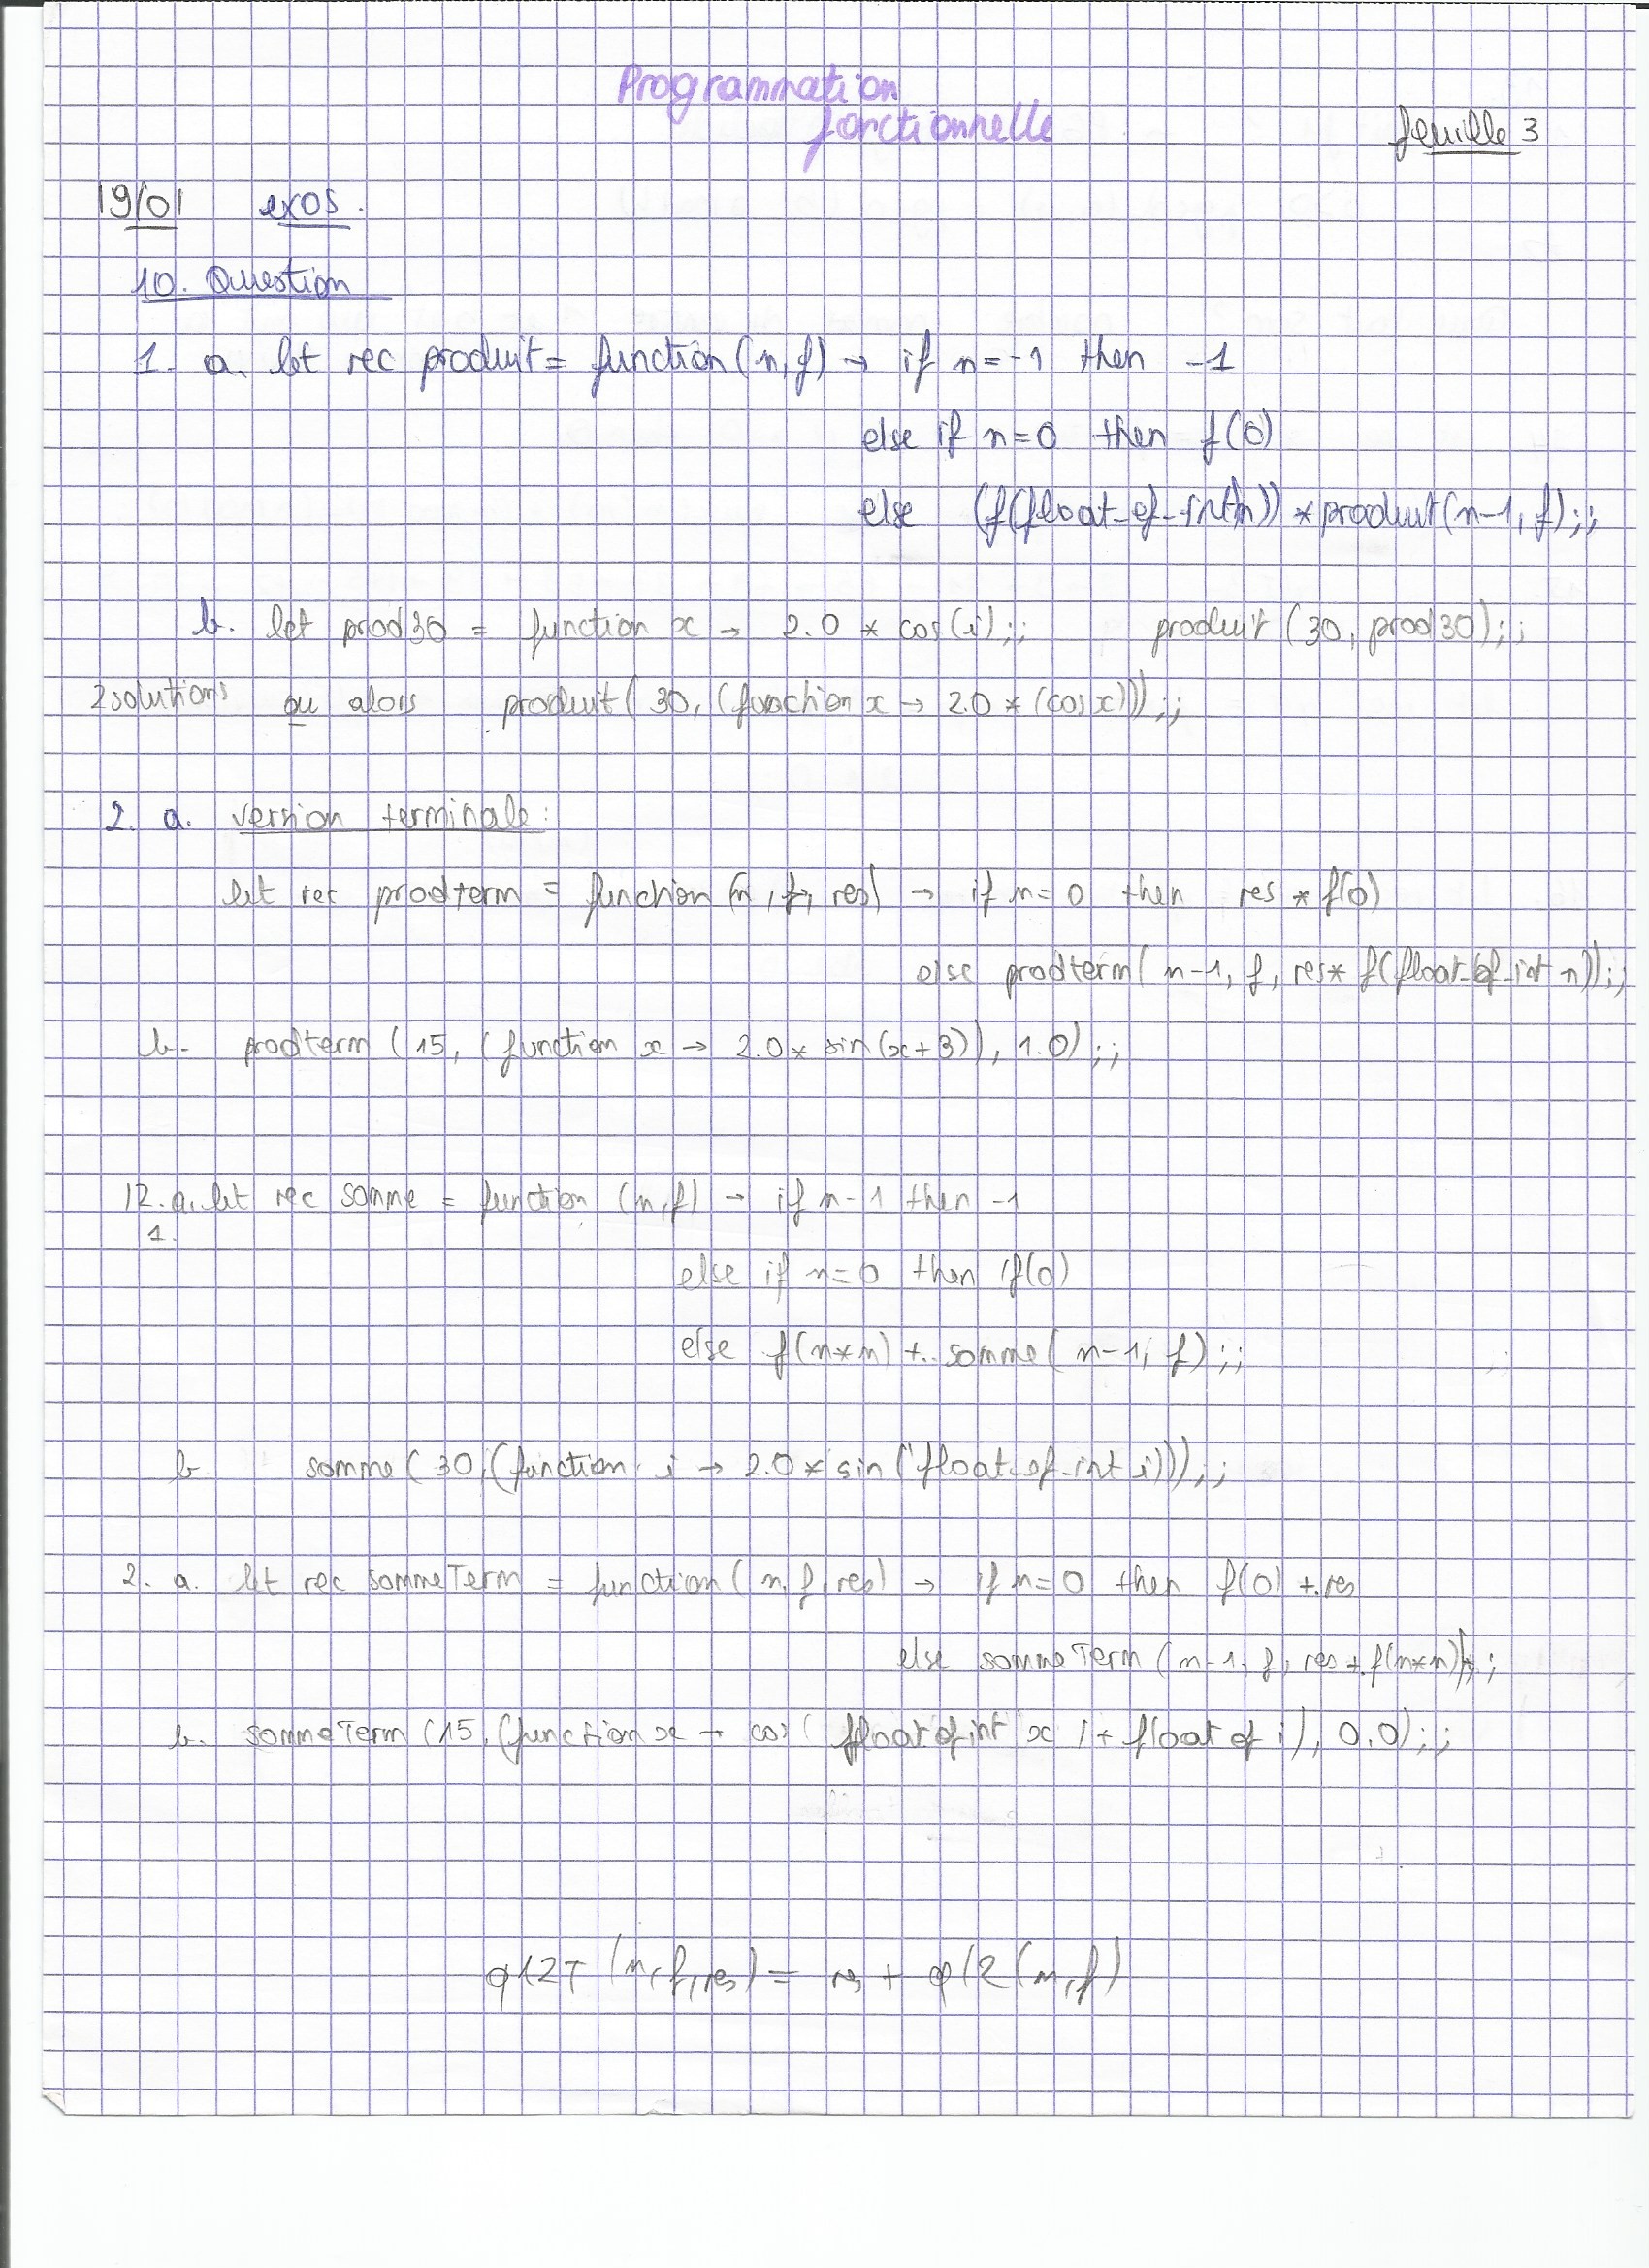 Programmation
fonctionnelle
feuille 3
19/01 exos.
10. Question
1. a. let rec produit = function (n, f) → if n = -1 then -1
else if n = 0 then f(0)
else (f(float_of_int n)) * produit (n-1, f);;
b. let prod30 = function x → 2.0 * cos(i);; produit (30, prod30);;
2 solutions ou alors produit (30, (function x → 2.0 * (cos x)));;
2. a. version terminale :
let rec prodterm = function (n, f, res) → if n = 0 then res * f(0)
else prodterm (n-1, f, res * f(float_of_int n));;
b- prodterm (15, (function x → 2.0 * sin (x+3)), 1.0);;
12. a. let rec somme = function (n, f) → if n - 1 then -1
1.
else if n = 0 then f(0)
else f(n*n) +. somme (n-1, f);;
b. somme (30, (function i → 2.0 * sin (float_of_int i)));;
2. a. let rec sommeTerm = function (n, f, res) → if n = 0 then f(0) +. res
else sommeTerm (n-1, f, res +. f(n*n));;
b. sommeTerm (15, (function x → cos( float of int x ) + float of i), 0.0);;
q12T (n, f, res) = res + q12 (n, f)